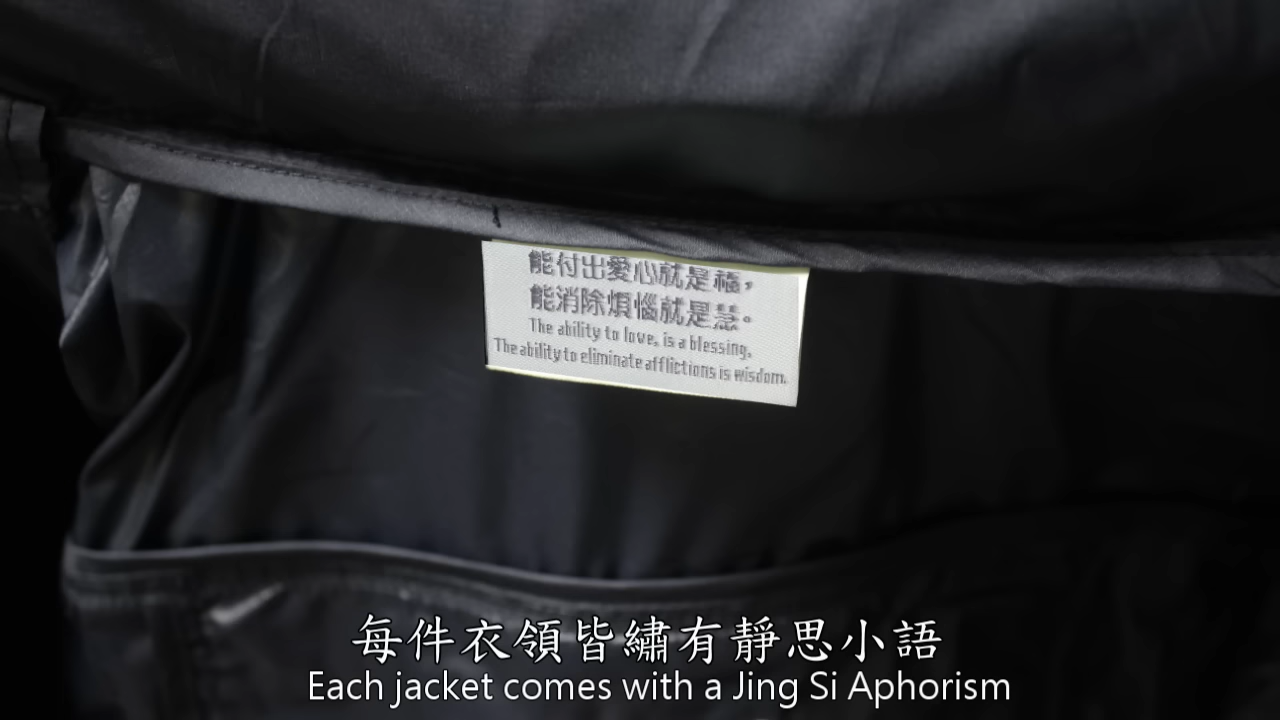 能付出愛心就是福，
能消除煩惱就是慧。
The ability to love, is a blessing.
The ability to eliminate afflictions is wisdom.
每件衣領皆繡有靜思小語
Each jacket comes with a Jing Si Aphorism